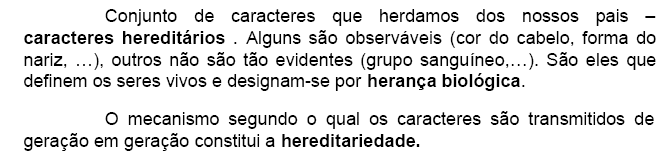 Conjunto de caracteres que herdamos dos nossos pais –
caracteres hereditários . Alguns são observáveis (cor do cabelo, forma do
nariz, …), outros não são tão evidentes (grupo sanguíneo,…). São eles que
definem os seres vivos e designam-se por herança biológica.
O mecanismo segundo o qual os caracteres são transmitidos de
geração em geração constitui a hereditariedade.